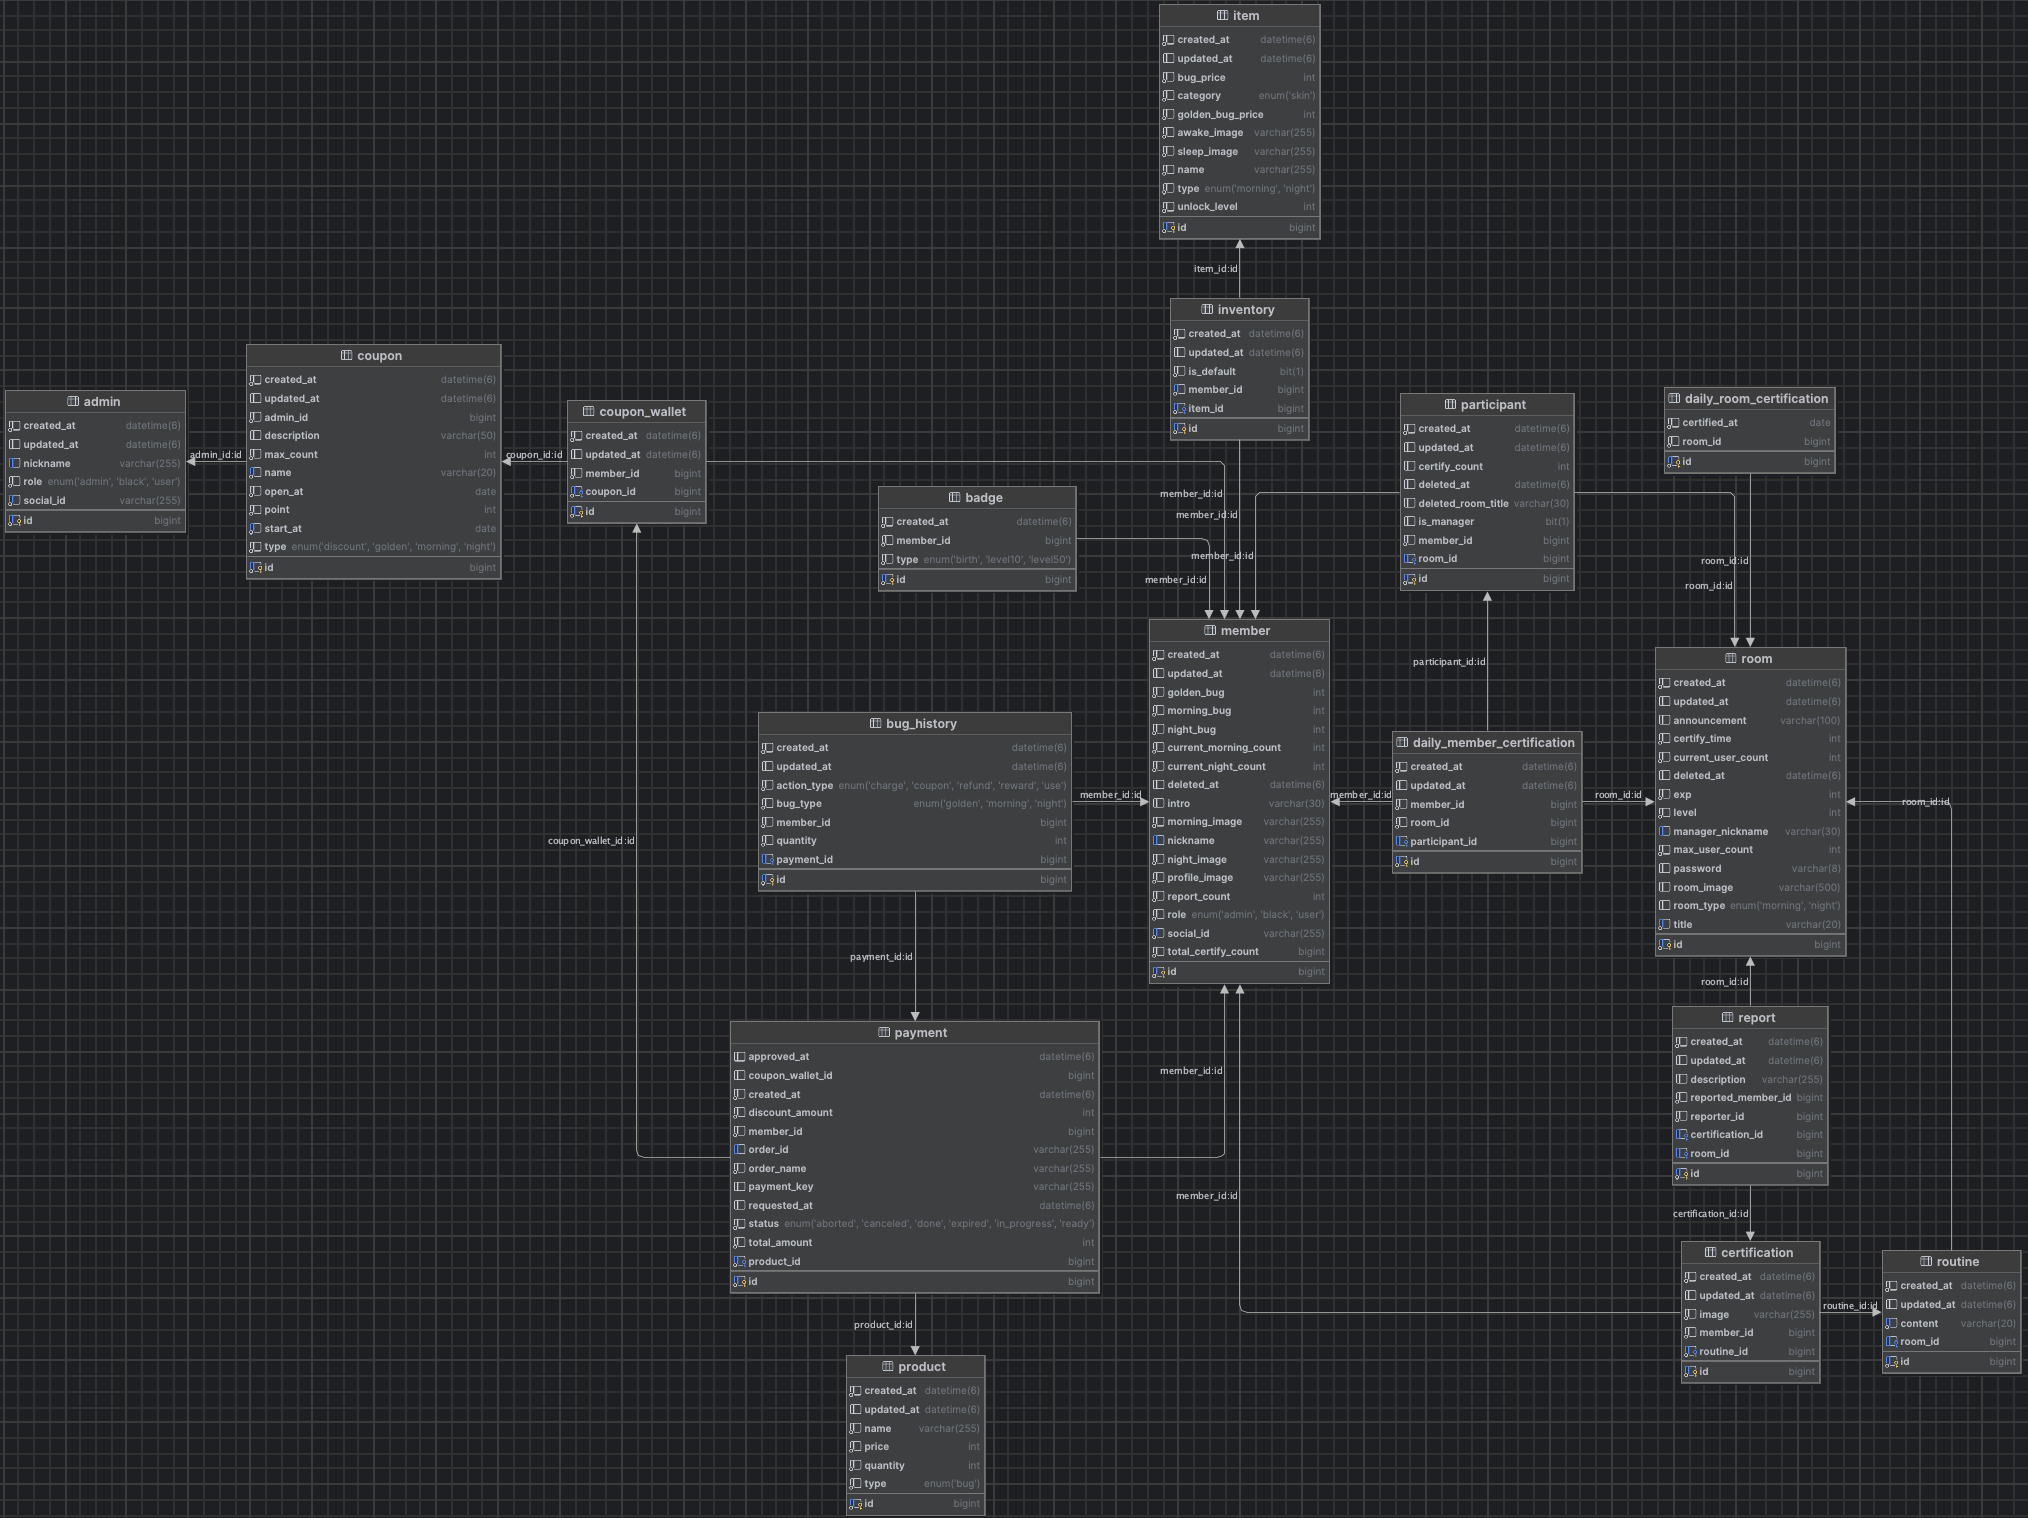 item
created_at datetime(6)
updated_at datetime(6)
bug_price int
category enum('skin')
golden_bug_price int
awake_image varchar(255)
sleep_image varchar(255)
name varchar(255)
type enum('morning', 'night')
unlock_level int
id bigint
item_id:id
inventory
created_at datetime(6)
updated_at datetime(6)
is_default bit(1)
member_id bigint
item_id bigint
id bigint
coupon
created_at datetime(6)
updated_at datetime(6)
admin_id bigint
description varchar(50)
max_count int
name varchar(20)
open_at date
point int
start_at date
type enum('discount', 'golden', 'morning', 'night')
id bigint
admin
created_at datetime(6)
updated_at datetime(6)
nickname varchar(255)
role enum('admin', 'black', 'user')
social_id varchar(255)
id bigint
admin_id:id
coupon_wallet
created_at datetime(6)
updated_at datetime(6)
member_id bigint
coupon_id bigint
id bigint
coupon_id:id
participant
created_at datetime(6)
updated_at datetime(6)
certify_count int
deleted_at datetime(6)
deleted_room_title varchar(30)
is_manager bit(1)
member_id bigint
room_id bigint
id bigint
daily_room_certification
certified_at date
room_id bigint
id bigint
badge
created_at datetime(6)
member_id bigint
type enum('birth', 'level10', 'level50')
id bigint
member_id:id
member_id:id
member_id:id
member_id:id
room_id:id
room_id:id
member
created_at datetime(6)
updated_at datetime(6)
golden_bug int
morning_bug int
night_bug int
current_morning_count int
current_night_count int
deleted_at datetime(6)
intro varchar(30)
morning_image varchar(255)
nickname varchar(255)
night_image varchar(255)
profile_image varchar(255)
report_count int
role enum('admin', 'black', 'user')
social_id varchar(255)
total_certify_count bigint
id bigint
participant_id:id
room
created_at datetime(6)
updated_at datetime(6)
announcement varchar(100)
certify_time int
current_user_count int
deleted_at datetime(6)
exp int
level int
manager_nickname varchar(30)
max_user_count int
password varchar(8)
room_image varchar(500)
room_type enum('morning', 'night')
title varchar(20)
id bigint
bug_history
created_at datetime(6)
updated_at datetime(6)
action_type enum('charge', 'coupon', 'refund', 'reward', 'use')
bug_type enum('golden', 'morning', 'night')
member_id bigint
quantity int
payment_id bigint
id bigint
member_id:id
daily_member_certification
created_at datetime(6)
updated_at datetime(6)
member_id bigint
room_id bigint
participant_id bigint
id bigint
member_id:id
room_id:id
room_id:id
coupon_wallet_id:id
payment_id:id
room_id:id
payment
approved_at datetime(6)
coupon_wallet_id bigint
created_at datetime(6)
discount_amount int
member_id bigint
order_id varchar(255)
order_name varchar(255)
payment_key varchar(255)
requested_at datetime(6)
status enum('aborted', 'canceled', 'done', 'expired', 'in_progress', 'ready')
total_amount int
product_id bigint
id bigint
member_id:id
member_id:id
report
created_at datetime(6)
updated_at datetime(6)
description varchar(255)
reported_member_id bigint
reporter_id bigint
certification_id bigint
room_id bigint
id bigint
certification_id:id
certification
created_at datetime(6)
updated_at datetime(6)
image varchar(255)
member_id bigint
routine_id bigint
id bigint
routine_id:id
routine
created_at datetime(6)
updated_at datetime(6)
content varchar(20)
room_id bigint
id bigint
product_id:id
product
created_at datetime(6)
updated_at datetime(6)
name varchar(255)
price int
quantity int
type enum('bug')
id bigint